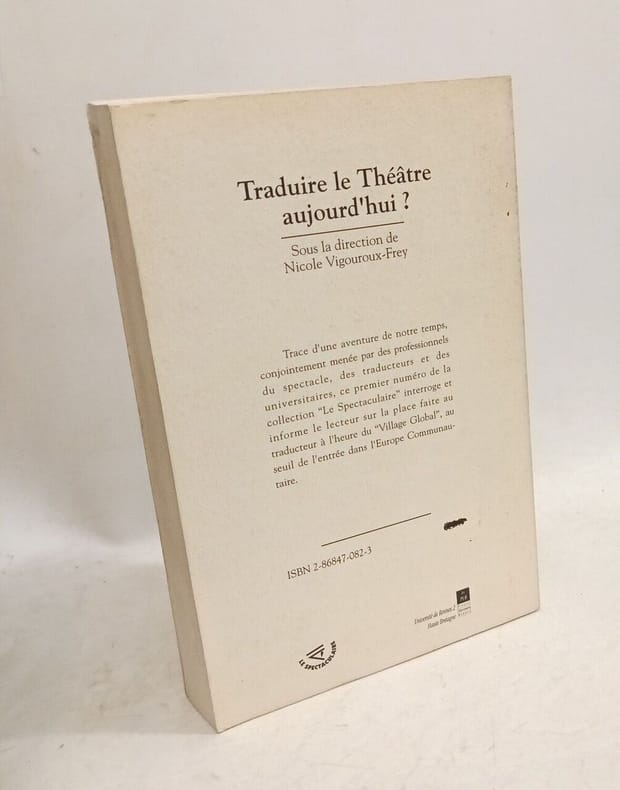 Traduire le Théâtre
aujourd'hui ?
Sous la direction de
Nicole Vigouroux-Frey
Trace d'une aventure de notre temps,
conjointement menée par des professionnels
du spectacle, des traducteurs et des
universitaires, ce premier numéro de la
collection "Le Spectaculaire" interroge et
informe le lecteur sur la place faite au
traducteur à l'heure du "Village Global", au
seuil de l'entrée dans l'Europe Communau-
taire.
ISBN 2-86847-082-3
Université de Rennes 2
Haute Bretagne
LE SPECTACULAIRE